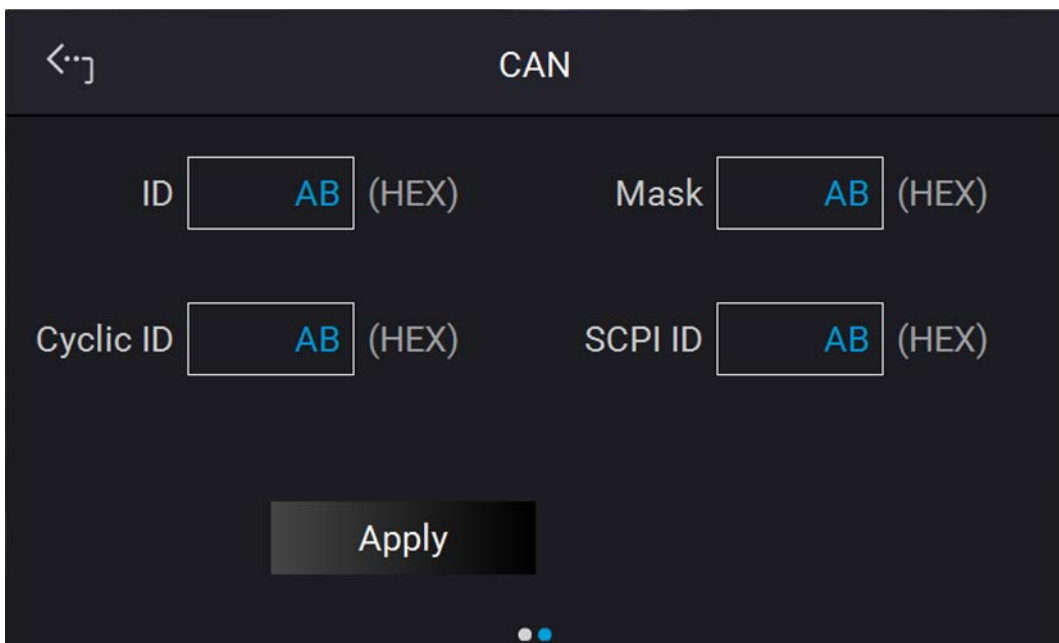 CAN
ID AB (HEX) Mask AB (HEX)
Cyclic ID AB (HEX) SCPI ID AB (HEX)
Apply